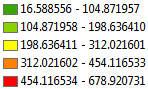 16.588556 - 104.871957
104.871958 - 198.636410
198.636411 - 312.021601
312.021602 - 454.116533
454.116534 - 678.920731